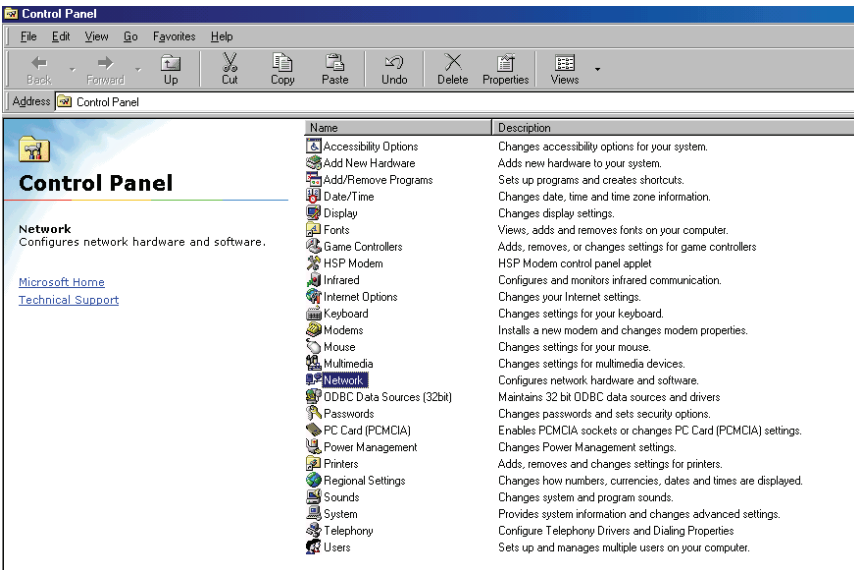 Control Panel
File Edit View Go Favorites Help
Back Forward Up Cut Copy Paste Undo Delete Properties Views
Address Control Panel
Control Panel
Network
Configures network hardware and software.
Microsoft Home
Technical Support
Name Description
Accessibility Options Changes accessibility options for your system.
Add New Hardware Adds new hardware to your system.
Add/Remove Programs Sets up programs and creates shortcuts.
Date/Time Changes date, time and time zone information.
Display Changes display settings.
Fonts Views, adds and removes fonts on your computer.
Game Controllers Adds, removes, or changes settings for game controllers
HSP Modem HSP Modem control panel applet
Infrared Configures and monitors infrared communication.
Internet Options Changes your Internet settings.
Keyboard Changes settings for your keyboard.
Modems Installs a new modem and changes modem properties.
Mouse Changes settings for your mouse.
Multimedia Changes settings for multimedia devices.
Network Configures network hardware and software.
ODBC Data Sources (32bit) Maintains 32 bit ODBC data sources and drivers
Passwords Changes passwords and sets security options.
PC Card (PCMCIA) Enables PCMCIA sockets or changes PC Card (PCMCIA) settings.
Power Management Changes Power Management settings.
Printers Adds, removes and changes settings for printers.
Regional Settings Changes how numbers, currencies, dates and times are displayed.
Sounds Changes system and program sounds.
System Provides system information and changes advanced settings.
Telephony Configure Telephony Drivers and Dialing Properties
Users Sets up and manages multiple users on your computer.